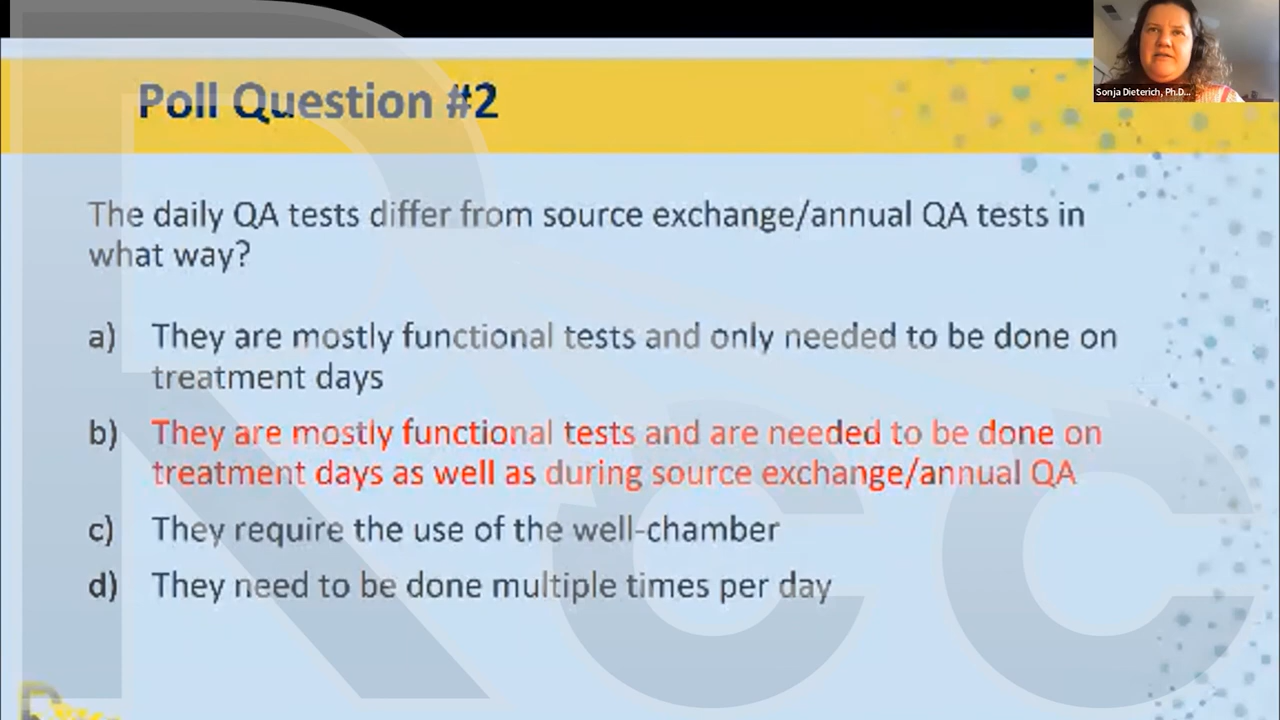 Sonja Dieterich, Ph.D...
Poll Question #2
The daily QA tests differ from source exchange/annual QA tests in
what way?
a) They are mostly functional tests and only needed to be done on
treatment days
b) They are mostly functional tests and are needed to be done on
treatment days as well as during source exchange/annual QA
c) They require the use of the well-chamber
d) They need to be done multiple times per day
RCC